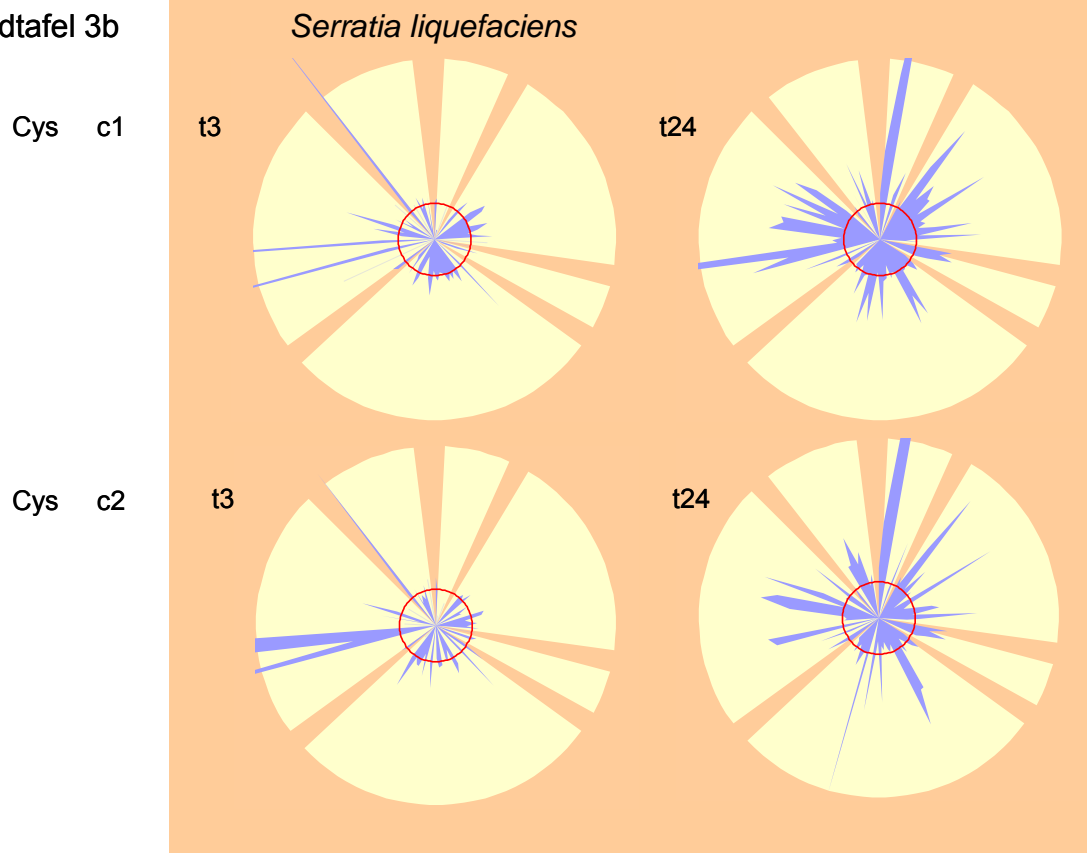 dtafel 3b
Serratia liquefaciens
Cys c1 t3 t24
Cys c2 t3 t24